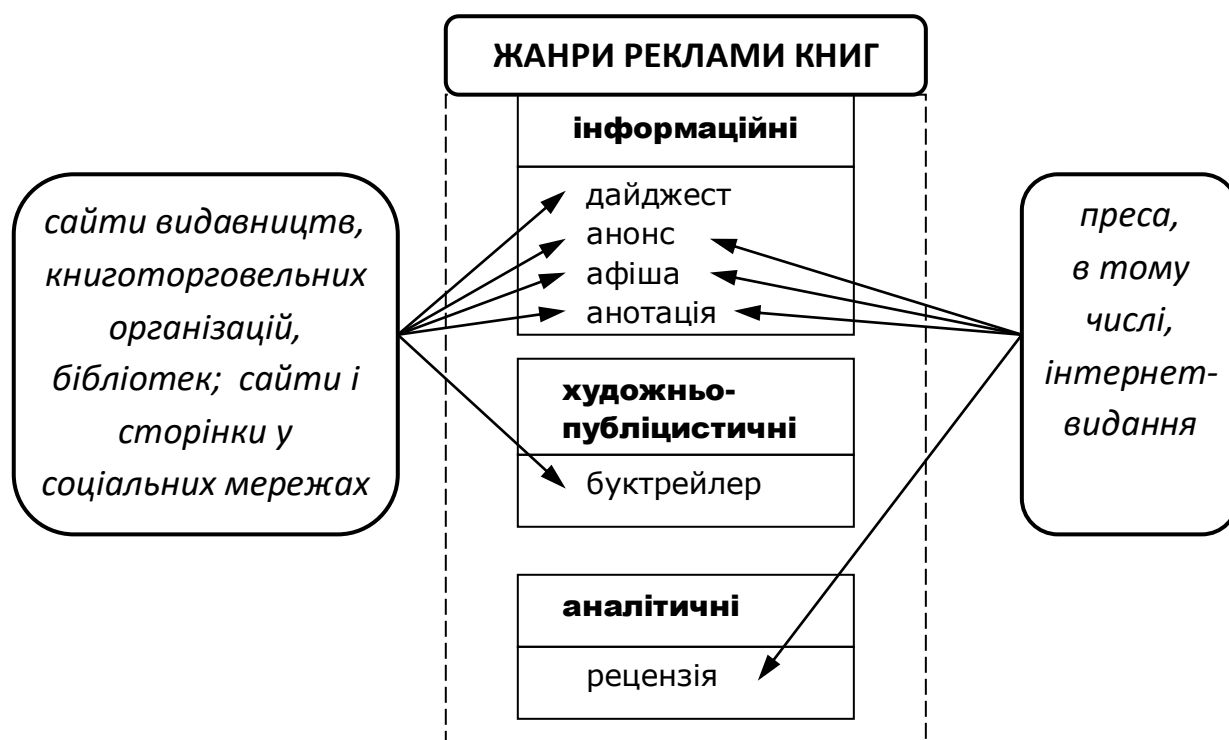 ЖАНРИ РЕКЛАМИ КНИГ
інформаційні
дайджест
анонс
афіша
анотація
художньо-
публіцистичні
буктрейлер
аналітичні
рецензія
сайти видавництв,
книготорговельних
організацій,
бібліотек; сайти і
сторінки у
соціальних мережах
преса,
в тому
числі,
інтернет-
видання